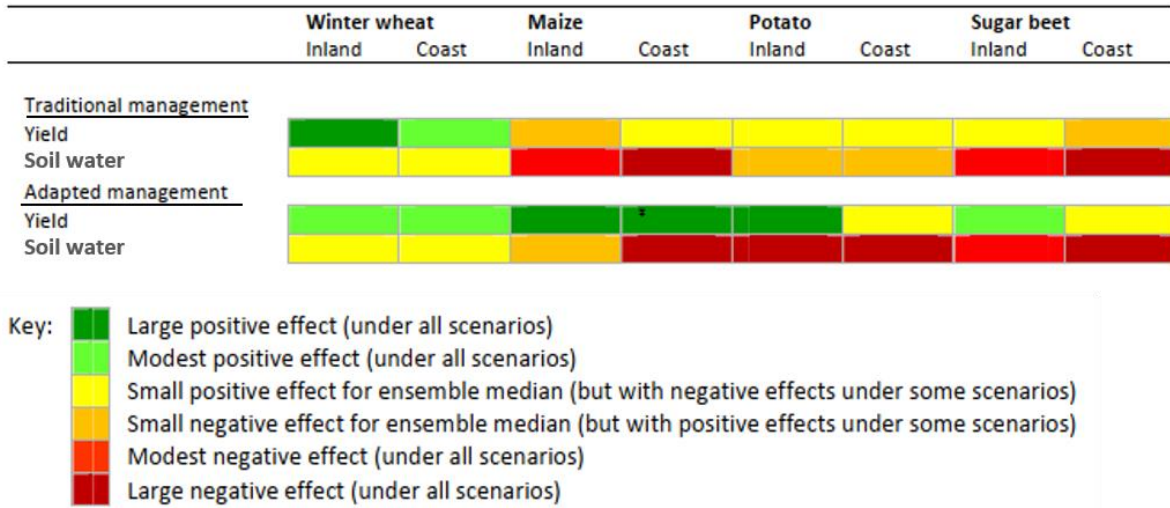 Winter wheat Maize Potato Sugar beet
Inland Coast Inland Coast Inland Coast Inland Coast
Traditional management
Yield
Soil water
Adapted management
Yield
Soil water
Key:
Large positive effect (under all scenarios)
Modest positive effect (under all scenarios)
Small positive effect for ensemble median (but with negative effects under some scenarios)
Small negative effect for ensemble median (but with positive effects under some scenarios)
Modest negative effect (under all scenarios)
Large negative effect (under all scenarios)